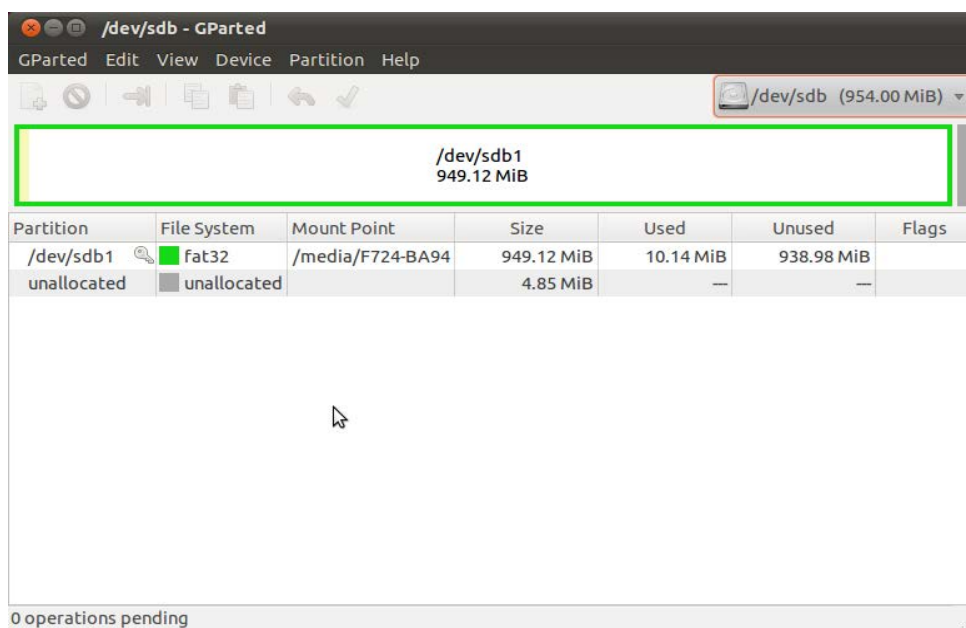 /dev/sdb - GParted
GParted Edit View Device Partition Help
/dev/sdb (954.00 MiB)
/dev/sdb1
949.12 MiB
Partition File System Mount Point Size Used Unused Flags
/dev/sdb1 fat32 /media/F724-BA94 949.12 MiB 10.14 MiB 938.98 MiB
unallocated unallocated 4.85 MiB --- ---
0 operations pending